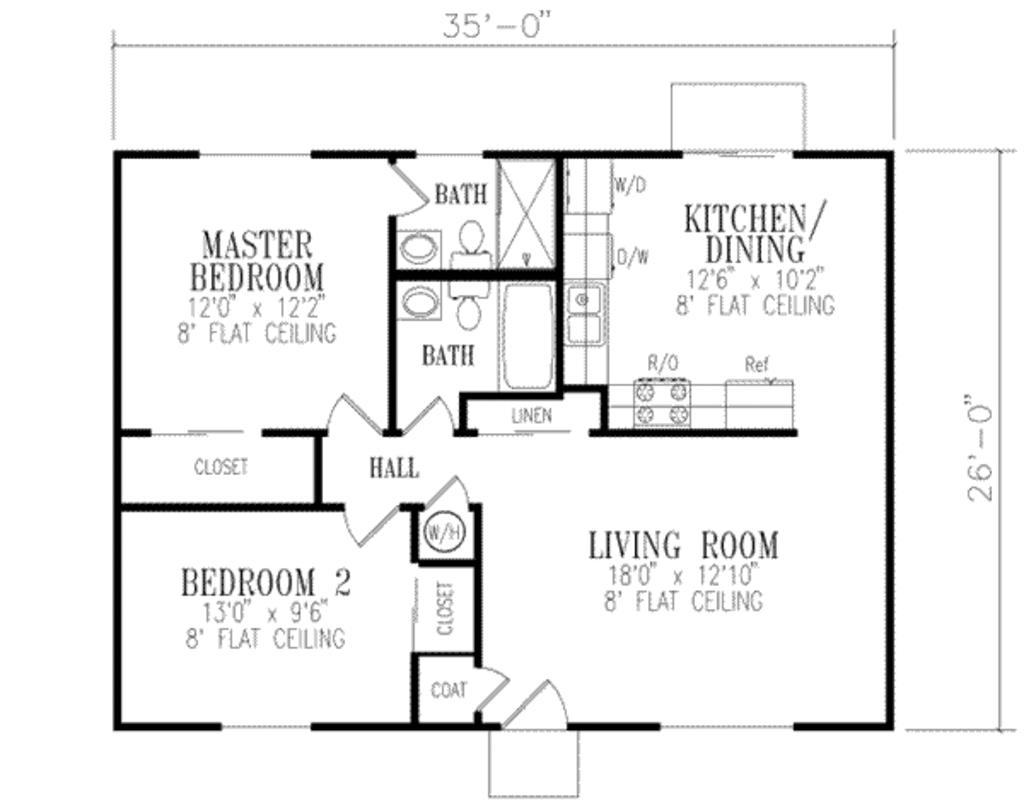 35'-0"
BATH
W/D
KITCHEN/
DINING
12'6" x 10'2"
8' FLAT CEILING
MASTER
BEDROOM
12'0" x 12'2"
8' FLAT CEILING
D/W
BATH
R/O
Ref
LINEN
CLOSET
HALL
26'-0"
W/H
LIVING ROOM
18'0" x 12'10"
8' FLAT CEILING
BEDROOM 2
13'0" x 9'6"
8' FLAT CEILING
CLOSET
COAT